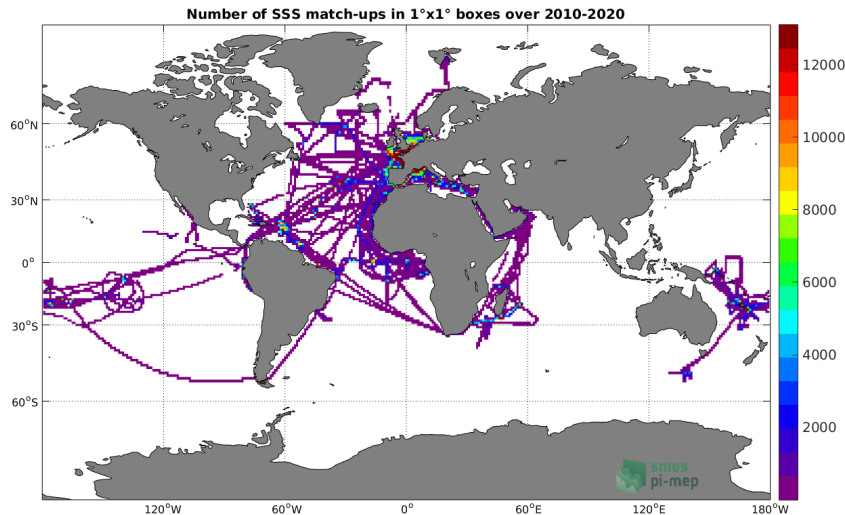 Number of SSS match-ups in 1°x1° boxes over 2010-2020
60°N
30°N
0°
30°S
60°S
120°W
60°W
0°
60°E
120°E
180°W
12000
10000
8000
6000
4000
2000
smos
pi-mep